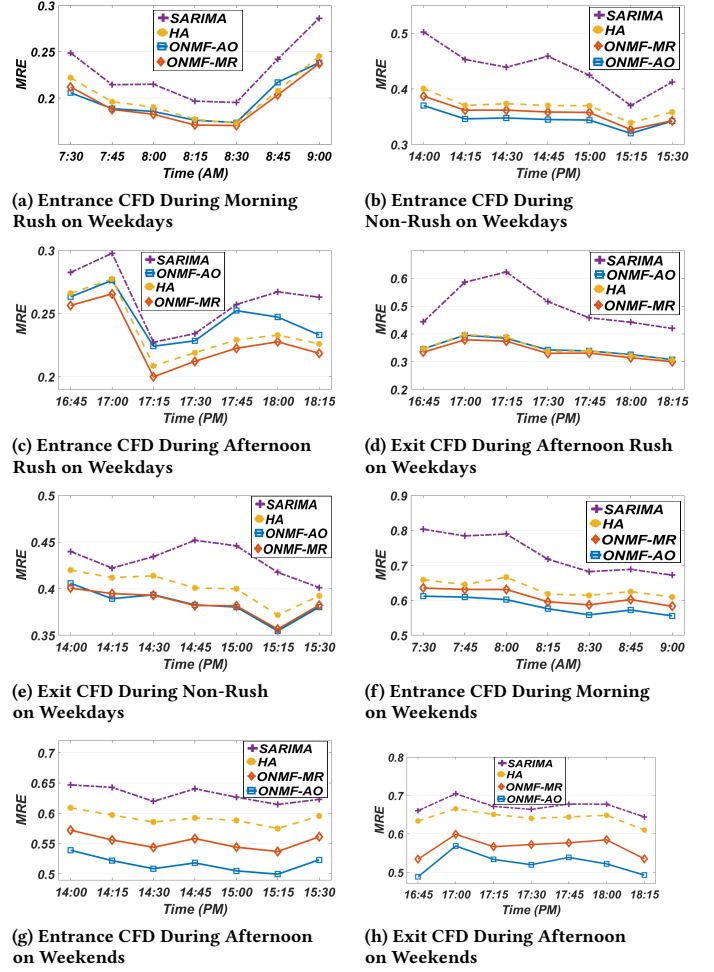 0.3
0.25
0.2
MRE
SARIMA
HA
ONMF-AO
ONMF-MR
7:30 7:45 8:00 8:15 8:30 8:45 9:00
Time (AM)
(a) Entrance CFD During Morning
Rush on Weekdays
0.5
0.4
0.3
MRE
SARIMA
HA
ONMF-MR
ONMF-AO
14:00 14:15 14:30 14:45 15:00 15:15 15:30
Time (PM)
(b) Entrance CFD During
Non-Rush on Weekdays
0.3
0.25
0.2
MRE
SARIMA
ONMF-AO
HA
ONMF-MR
16:45 17:00 17:15 17:30 17:45 18:00 18:15
Time (PM)
(c) Entrance CFD During Afternoon
Rush on Weekdays
0.6
0.5
0.4
0.3
0.2
MRE
SARIMA
ONMF-AO
HA
ONMF-MR
16:45 17:00 17:15 17:30 17:45 18:00 18:15
Time (PM)
(d) Exit CFD During Afternoon Rush
on Weekdays
0.5
0.45
0.4
0.35
MRE
SARIMA
HA
ONMF-AO
ONMF-MR
14:00 14:15 14:30 14:45 15:00 15:15 15:30
Time (PM)
(e) Exit CFD During Non-Rush
on Weekdays
0.9
0.8
0.7
0.6
0.5
MRE
SARIMA
HA
ONMF-MR
ONMF-AO
7:30 7:45 8:00 8:15 8:30 8:45 9:00
Time (AM)
(f) Entrance CFD During Morning
on Weekends
0.7
0.65
0.6
0.55
0.5
MRE
SARIMA
HA
ONMF-MR
ONMF-AO
14:00 14:15 14:30 14:45 15:00 15:15 15:30
Time (PM)
(g) Entrance CFD During Afternoon
on Weekends
0.8
0.7
0.6
0.5
MRE
SARIMA
HA
ONMF-MR
ONMF-AO
16:45 17:00 17:15 17:30 17:45 18:00 18:15
Time (PM)
(h) Exit CFD During Afternoon
on Weekends